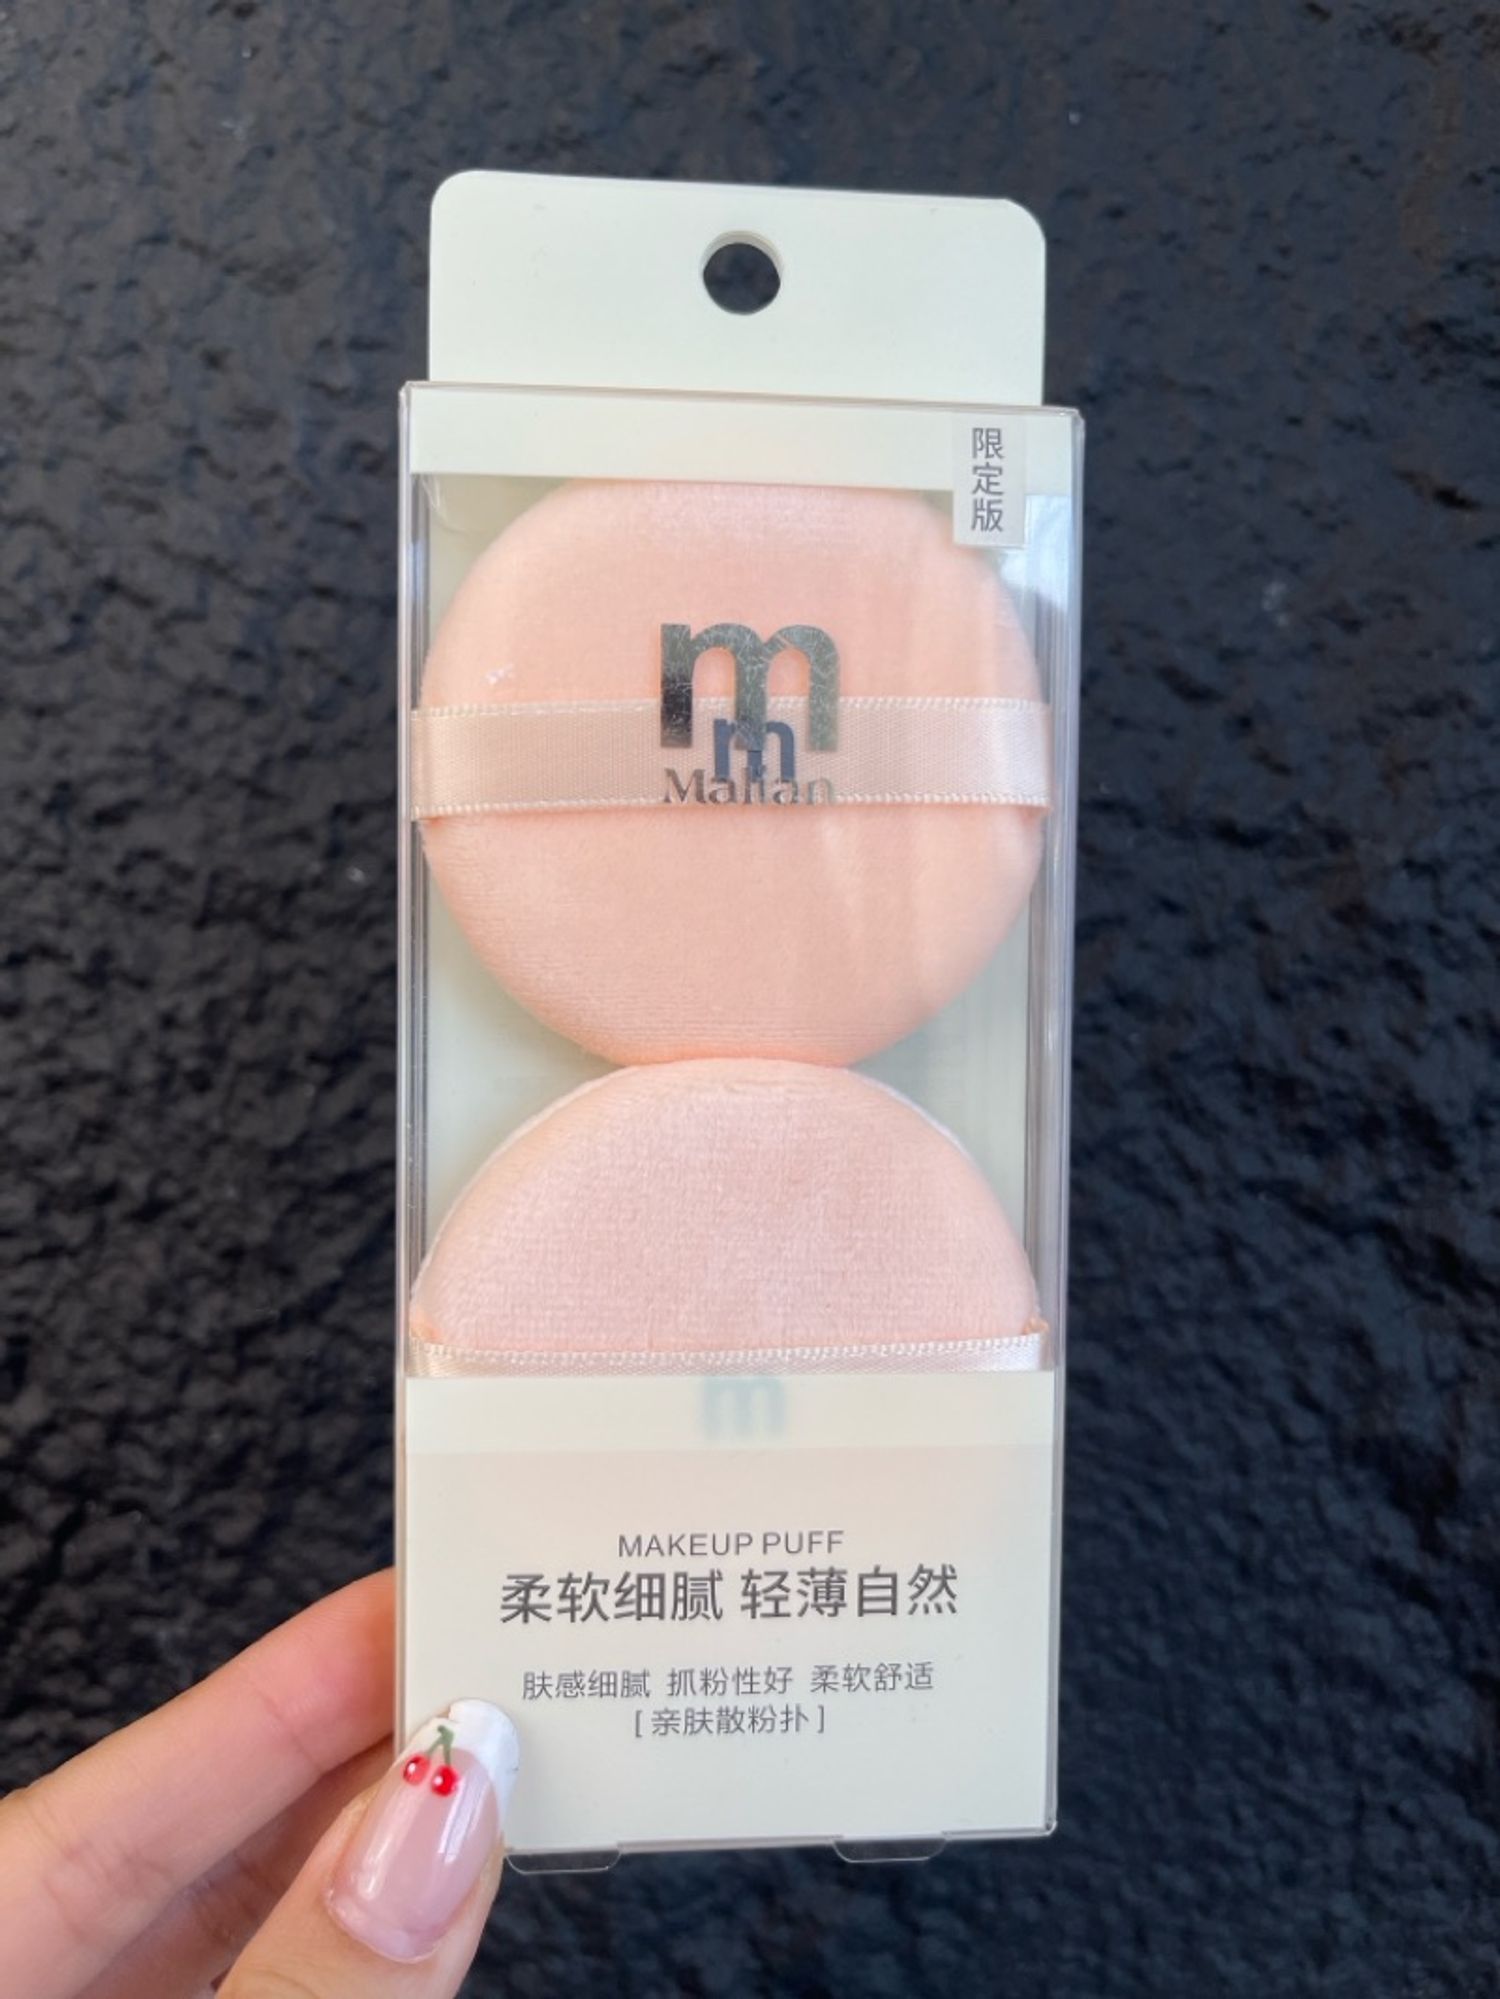 限定版
m
m
Malian
m
MAKEUP PUFF
柔软细腻 轻薄自然
肤感细腻 抓粉性好 柔软舒适
[ 亲肤散粉扑 ]